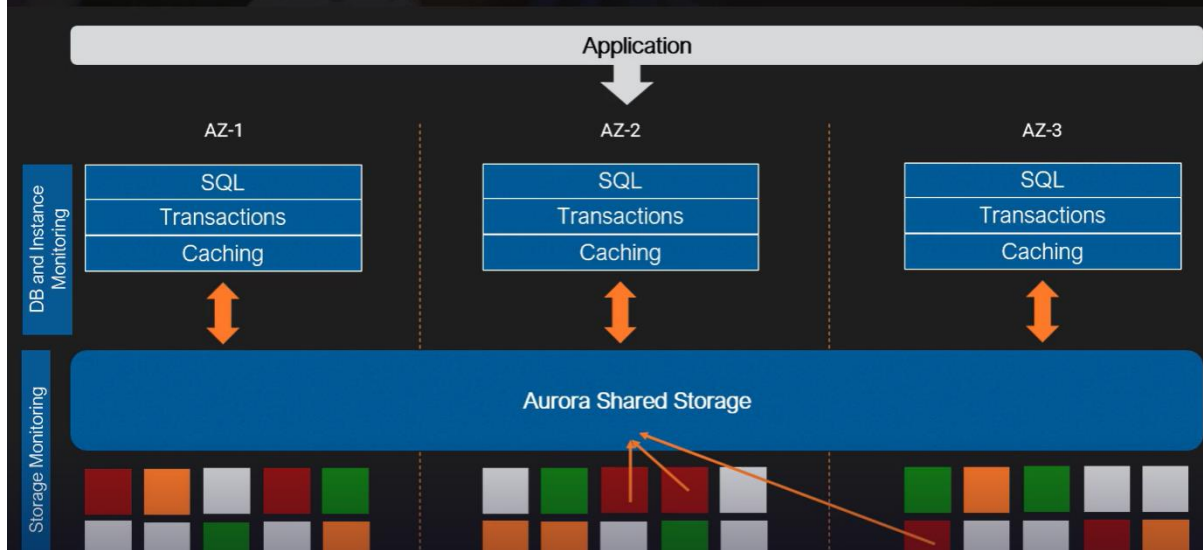 Application
AZ-1
AZ-2
AZ-3
DB and Instance
Monitoring
SQL
Transactions
Caching
SQL
Transactions
Caching
SQL
Transactions
Caching
Storage Monitoring
Aurora Shared Storage